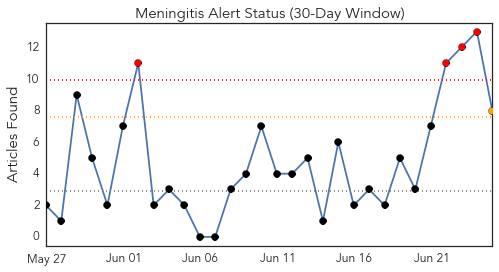 Meningitis Alert Status (30-Day Window)
Articles Found
12
10
8
6
4
2
0
May 27
Jun 01
Jun 06
Jun 11
Jun 16
Jun 21